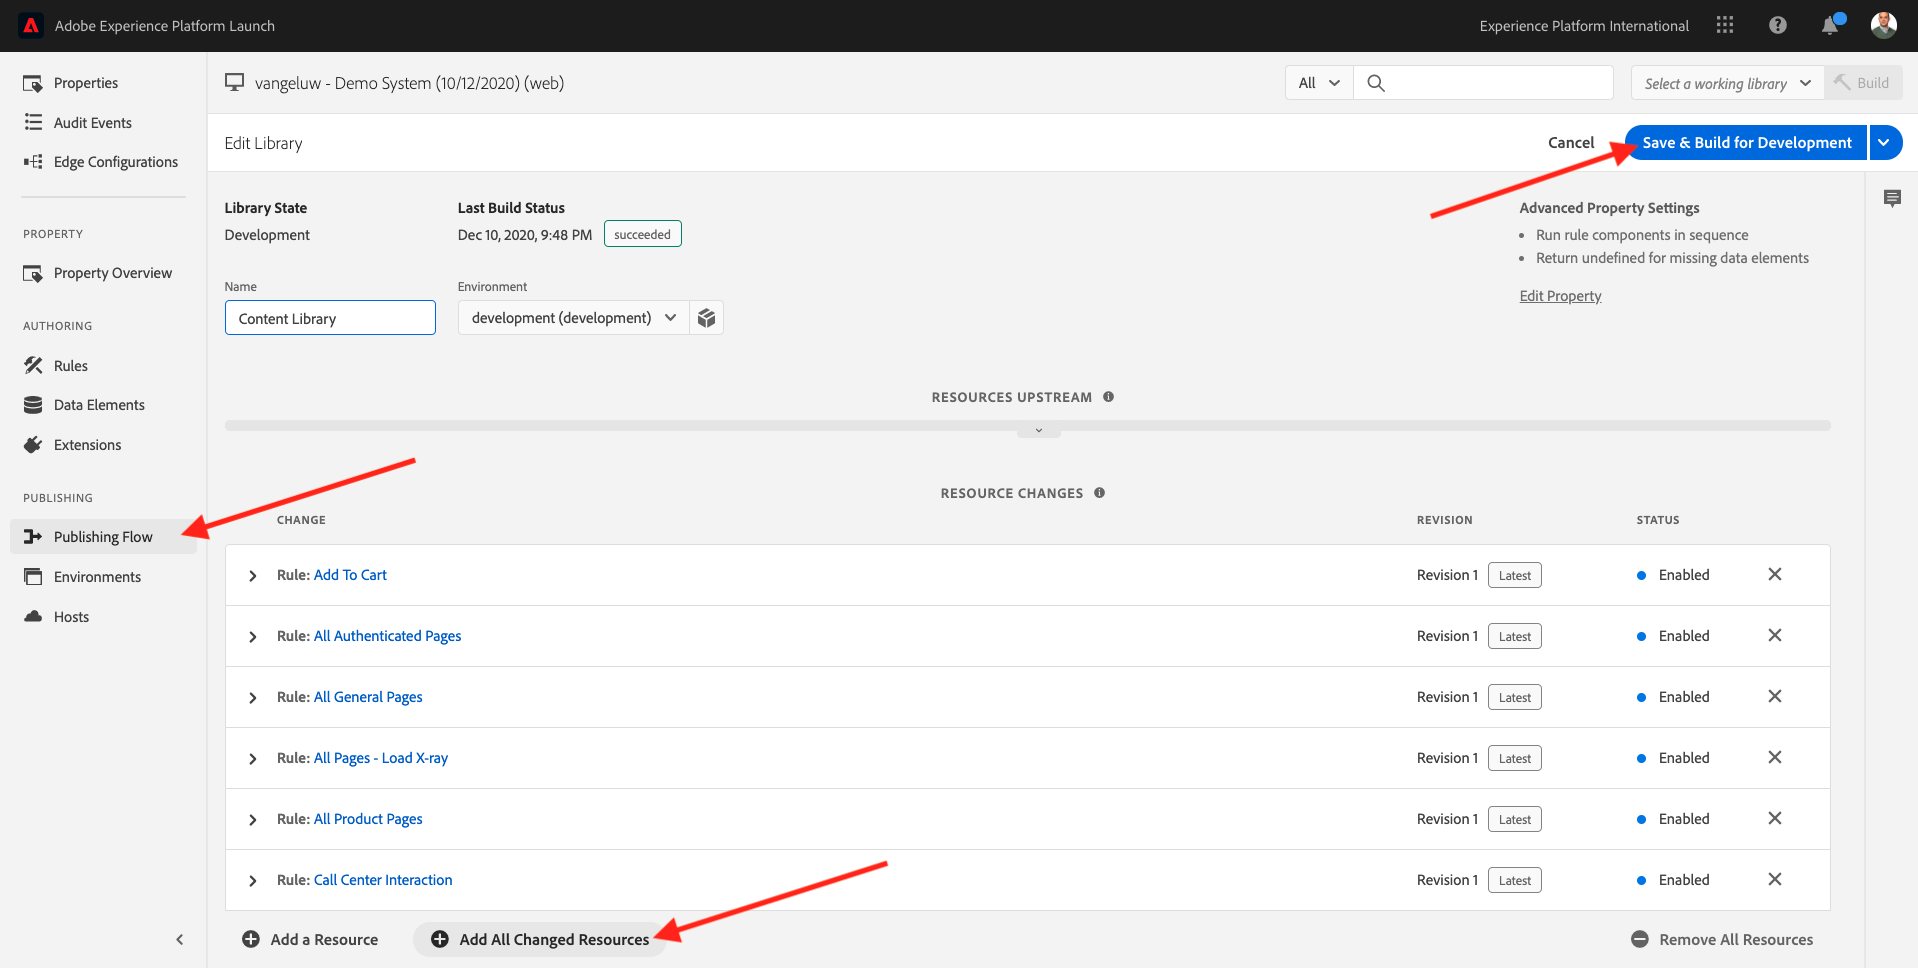 Adobe Experience Platform Launch
Experience Platform International
Properties
Audit Events
Edge Configurations
PROPERTY
Property Overview
AUTHORING
Rules
Data Elements
Extensions
PUBLISHING
Publishing Flow
Environments
Hosts
vangeluw - Demo System (10/12/2020) (web)
All
Select a working library
Build
Edit Library
Cancel
Save & Build for Development
Library State
Development
Last Build Status
Dec 10, 2020, 9:48 PM succeeded
Advanced Property Settings
• Run rule components in sequence
• Return undefined for missing data elements
Edit Property
Name
Content Library
Environment
development (development)
RESOURCES UPSTREAM
RESOURCE CHANGES
CHANGE REVISION STATUS
Rule: Add To Cart Revision 1 Latest Enabled
Rule: All Authenticated Pages Revision 1 Latest Enabled
Rule: All General Pages Revision 1 Latest Enabled
Rule: All Pages - Load X-ray Revision 1 Latest Enabled
Rule: All Product Pages Revision 1 Latest Enabled
Rule: Call Center Interaction Revision 1 Latest Enabled
Add a Resource Add All Changed Resources Remove All Resources